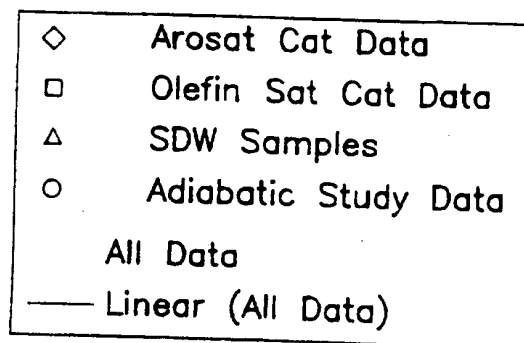 Arosat Cat Data
Olefin Sat Cat Data
SDW Samples
Adiabatic Study Data
All Data
Linear (All Data)